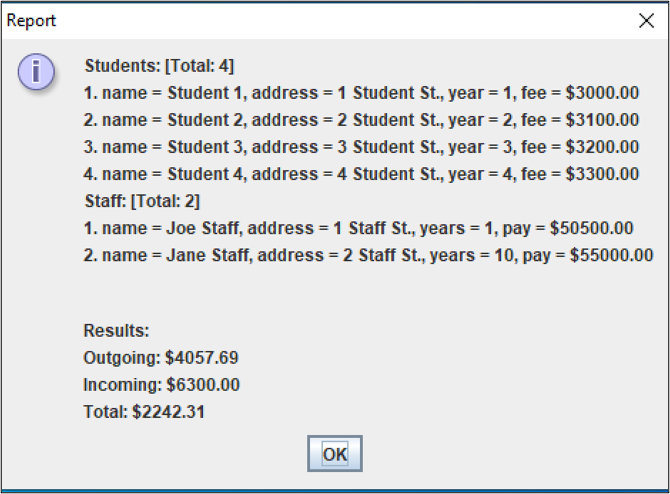 Report
Students: [Total: 4]
1. name = Student 1, address = 1 Student St., year = 1, fee = $3000.00
2. name = Student 2, address = 2 Student St., year = 2, fee = $3100.00
3. name = Student 3, address = 3 Student St., year = 3, fee = $3200.00
4. name = Student 4, address = 4 Student St., year = 4, fee = $3300.00
Staff: [Total: 2]
1. name = Joe Staff, address = 1 Staff St., years = 1, pay = $50500.00
2. name = Jane Staff, address = 2 Staff St., years = 10, pay = $55000.00
Results:
Outgoing: $4057.69
Incoming: $6300.00
Total: $2242.31
OK